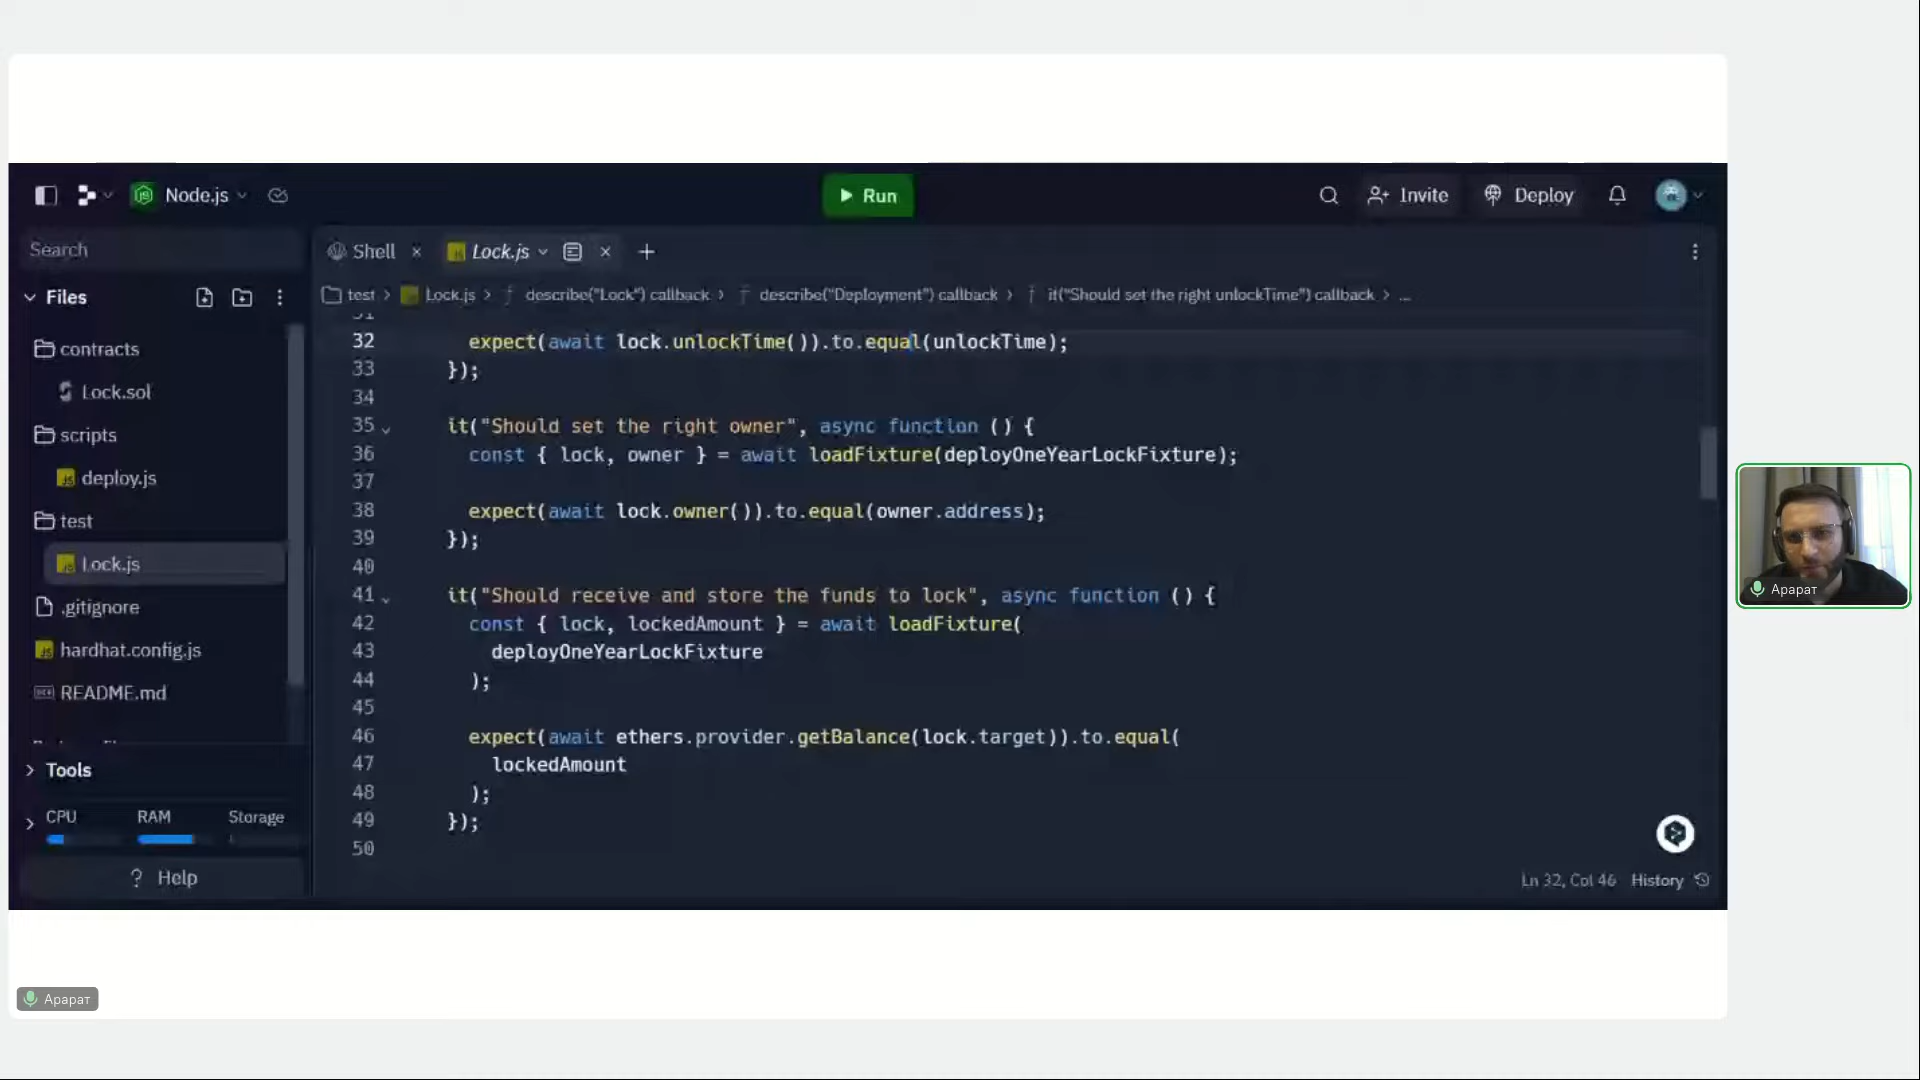 Node.js
Run
Invite
Deploy
Search
Shell
Lock.js
Files
test > Lock.js > describe("Lock") callback > describe("Deployment") callback > it("Should set the right unlockTime") callback > ...
contracts
Lock.sol
scripts
deploy.js
test
Lock.js
.gitignore
hardhat.config.js
README.md
Tools
CPU
RAM
Storage
? Help
31
32 expect(await lock.unlockTime()).to.equal(unlockTime);
33 });
34
35 it("Should set the right owner", async function () {
36 const { lock, owner } = await loadFixture(deployOneYearLockFixture);
37
38 expect(await lock.owner()).to.equal(owner.address);
39 });
40
41 it("Should receive and store the funds to lock", async function () {
42 const { lock, lockedAmount } = await loadFixture(
43 deployOneYearLockFixture
44 );
45
46 expect(await ethers.provider.getBalance(lock.target)).to.equal(
47 lockedAmount
48 );
49 });
50
Ln 32, Col 46
History
Арарат
Арарат